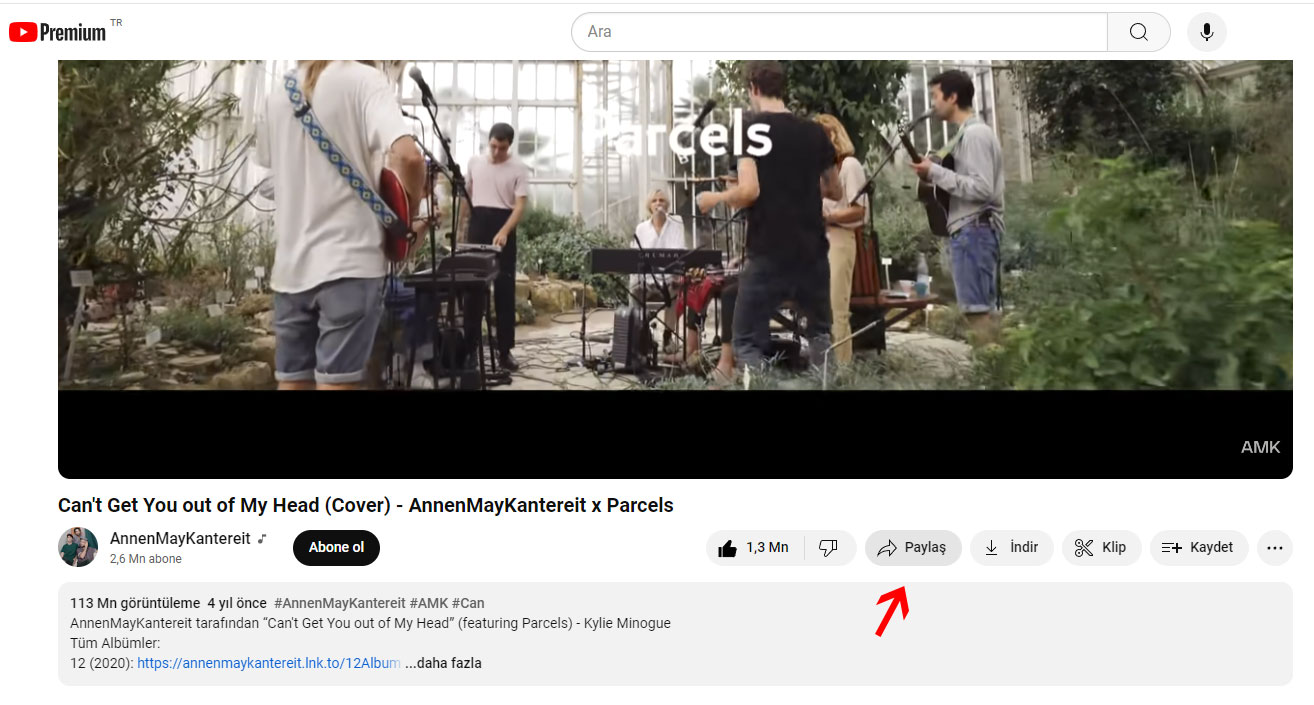 Premium TR
Ara
Parcels
AMK
Can't Get You out of My Head (Cover) - AnnenMayKantereit x Parcels
AnnenMayKantereit
2,6 Mn abone
Abone ol
1,3 Mn
Paylaş
İndir
Klip
Kaydet
113 Mn görüntüleme 4 yıl önce #AnnenMayKantereit #AMK #Can
AnnenMayKantereit tarafından “Can't Get You out of My Head” (featuring Parcels) - Kylie Minogue
Tüm Albümler:
12 (2020): https://annenmaykantereit.lnk.to/12Album ...daha fazla